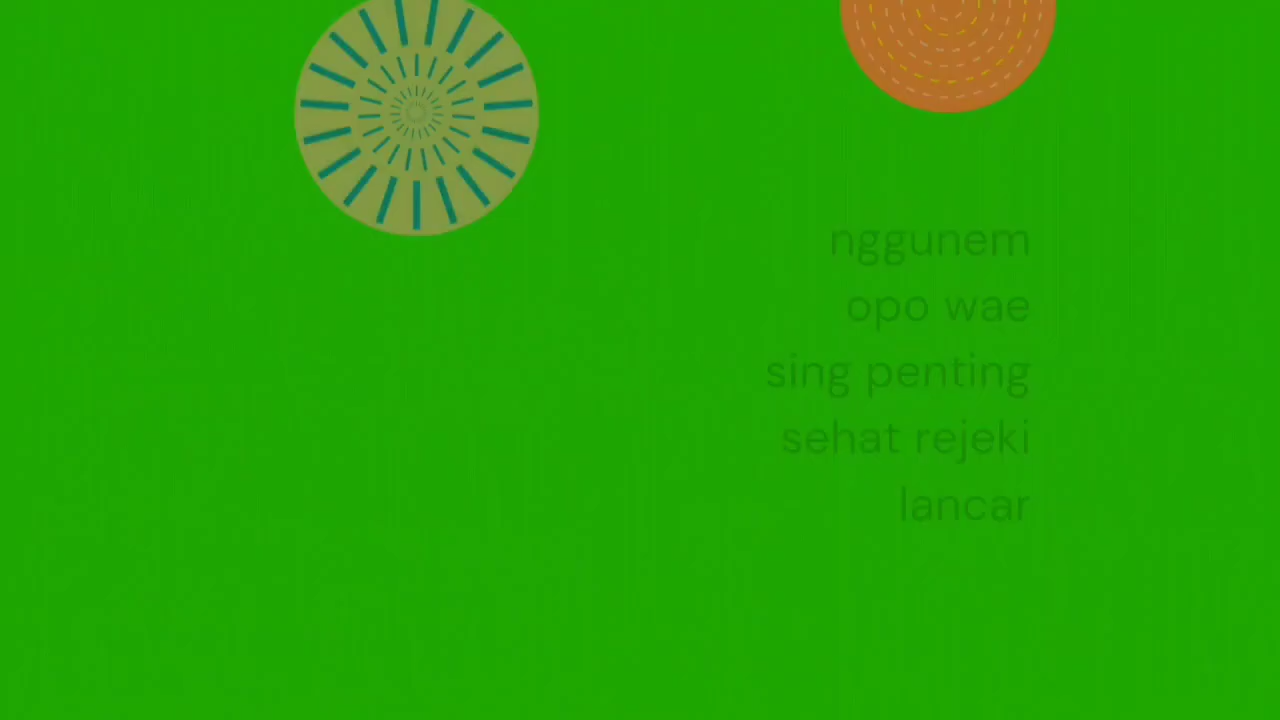 nggunem
opo wae
sing penting
sehat rejeki
lancar